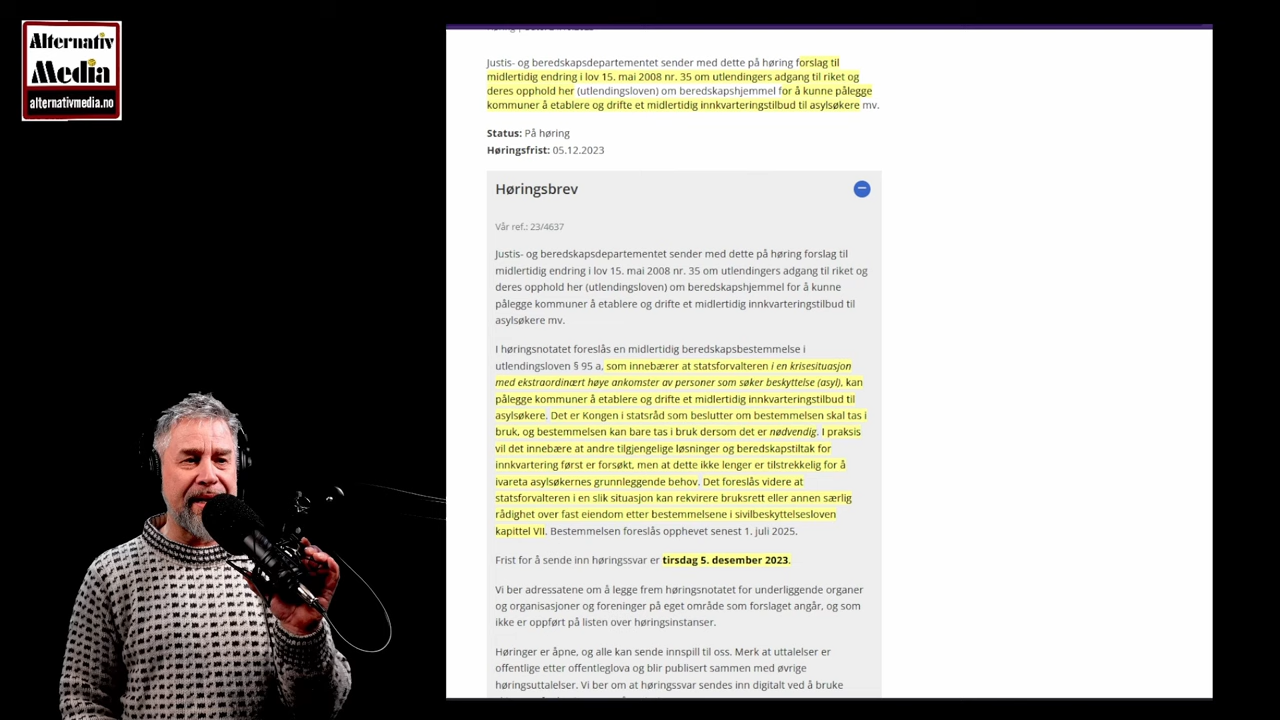 Alternativ
Media
alternativmedia.no
Justis- og beredskapsdepartementet sender med dette på høring forslag til
midlertidig endring i lov 15. mai 2008 nr. 35 om utlendingers adgang til riket og
deres opphold her (utlendingsloven) om beredskapshjemmel for å kunne pålegge
kommuner å etablere og drifte et midlertidig innkvarteringstilbud til asylsøkere mv.
Status: På høring
Høringsfrist: 05.12.2023
Høringsbrev
Vår ref.: 23/4637
Justis- og beredskapsdepartementet sender med dette på høring forslag til
midlertidig endring i lov 15. mai 2008 nr. 35 om utlendingers adgang til riket og
deres opphold her (utlendingsloven) om beredskapshjemmel for å kunne
pålegge kommuner å etablere og drifte et midlertidig innkvarteringstilbud til
asylsøkere mv.
I høringsnotatet foreslås en midlertidig beredskapsbestemmelse i
utlendingsloven § 95 a, som innebærer at statsforvalteren i en krisesituasjon
med ekstraordinært høye ankomster av personer som søker beskyttelse (asyl), kan
pålegge kommuner å etablere og drifte et midlertidig innkvarteringstilbud til
asylsøkere. Det er Kongen i statsråd som beslutter om bestemmelsen skal tas i
bruk, og bestemmelsen kan bare tas i bruk dersom det er nødvendig. I praksis
vil det innebære at andre tilgjengelige løsninger og beredskapstiltak for
innkvartering først er forsøkt, men at dette ikke lenger er tilstrekkelig for å
ivareta asylsøkernes grunnleggende behov. Det foreslås videre at
statsforvalteren i en slik situasjon kan rekvirere bruksrett eller annen særlig
rådighet over fast eiendom etter bestemmelsene i sivilbeskyttelsesloven
kapittel VII. Bestemmelsen foreslås opphevet senest 1. juli 2025.
Frist for å sende inn høringssvar er tirsdag 5. desember 2023.
Vi ber adressatene om å legge frem høringsnotatet for underliggende organer
og organisasjoner og foreninger på eget område som forslaget angår, og som
ikke er oppført på listen over høringsinstanser.
Høringer er åpne, og alle kan sende innspill til oss. Merk at uttalelser er
offentlige etter offentleglova og blir publisert sammen med øvrige
høringsuttalelser. Vi ber om at høringssvar sendes inn digitalt ved å bruke